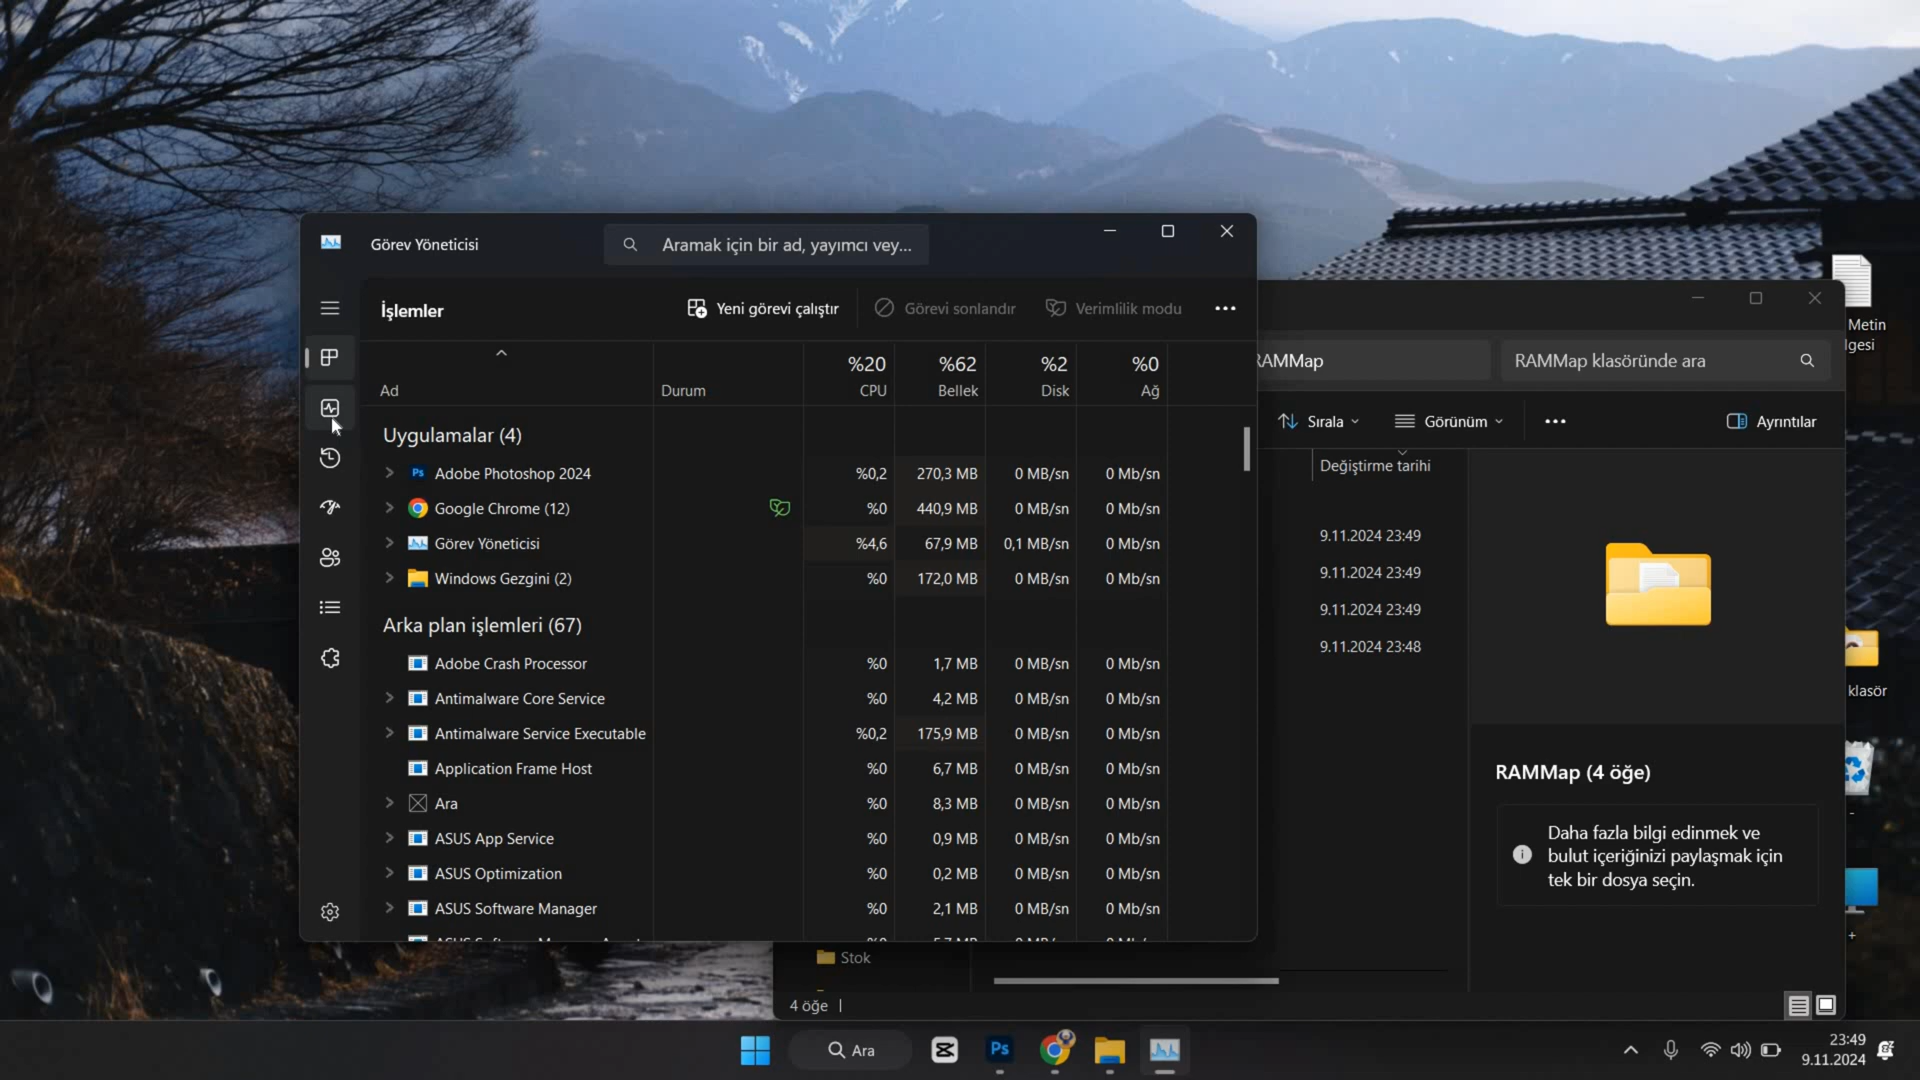 Görev Yöneticisi
Aramak için bir ad, yayımcı vey...
İşlemler
Yeni görevi çalıştır
Görevi sonlandır
Verimlilik modu
%20 %62 %2 %0
Ad Durum CPU Bellek Disk Ağ
Uygulamalar (4)
Adobe Photoshop 2024 %0,2 270,3 MB 0 MB/sn 0 Mb/sn
Google Chrome (12) %0 440,9 MB 0 MB/sn 0 Mb/sn
Görev Yöneticisi %4,6 67,9 MB 0,1 MB/sn 0 Mb/sn
Windows Gezgini (2) %0 172,0 MB 0 MB/sn 0 Mb/sn
Arka plan işlemleri (67)
Adobe Crash Processor %0 1,7 MB 0 MB/sn 0 Mb/sn
Antimalware Core Service %0 4,2 MB 0 MB/sn 0 Mb/sn
Antimalware Service Executable %0,2 175,9 MB 0 MB/sn 0 Mb/sn
Application Frame Host %0 6,7 MB 0 MB/sn 0 Mb/sn
Ara %0 8,3 MB 0 MB/sn 0 Mb/sn
ASUS App Service %0 0,9 MB 0 MB/sn 0 Mb/sn
ASUS Optimization %0 0,2 MB 0 MB/sn 0 Mb/sn
ASUS Software Manager %0 2,1 MB 0 MB/sn 0 Mb/sn
RAMMap
RAMMap klasöründe ara
Sırala
Görünüm
Ayrıntılar
Değiştirme tarihi
9.11.2024 23:49
9.11.2024 23:49
9.11.2024 23:49
9.11.2024 23:48
RAMMap (4 öğe)
Daha fazla bilgi edinmek ve
bulut içeriğinizi paylaşmak için
tek bir dosya seçin.
Stok
4 öğe
Metin
klasör
-
+
Ara
Ps
23:49
9.11.2024